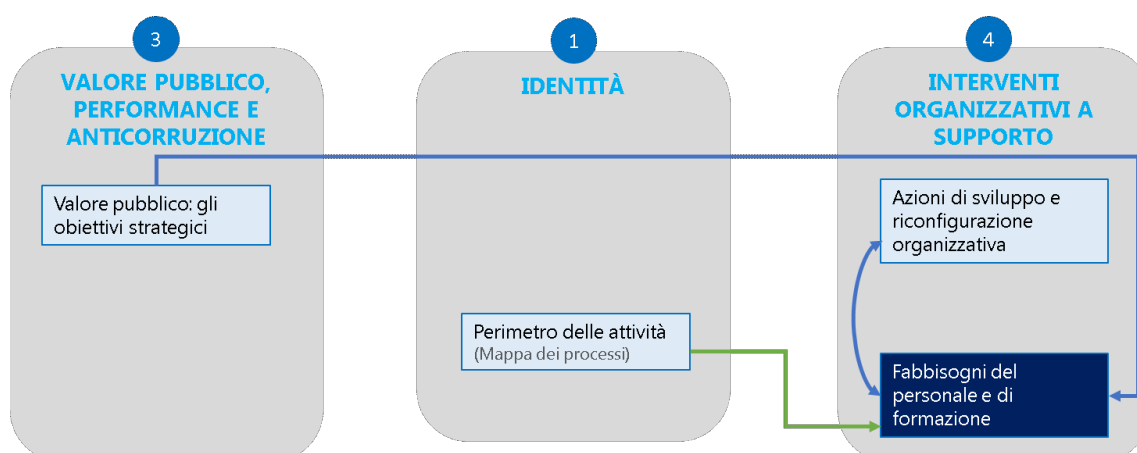 3
VALORE PUBBLICO,
PERFORMANCE E
ANTICORRUZIONE
Valore pubblico: gli
obiettivi strategici
1
IDENTITÀ
Perimetro delle attività
(Mappa dei processi)
4
INTERVENTI
ORGANIZZATIVI A
SUPPORTO
Azioni di sviluppo e
riconfigurazione
organizzativa
Fabbisogni del
personale e di
formazione